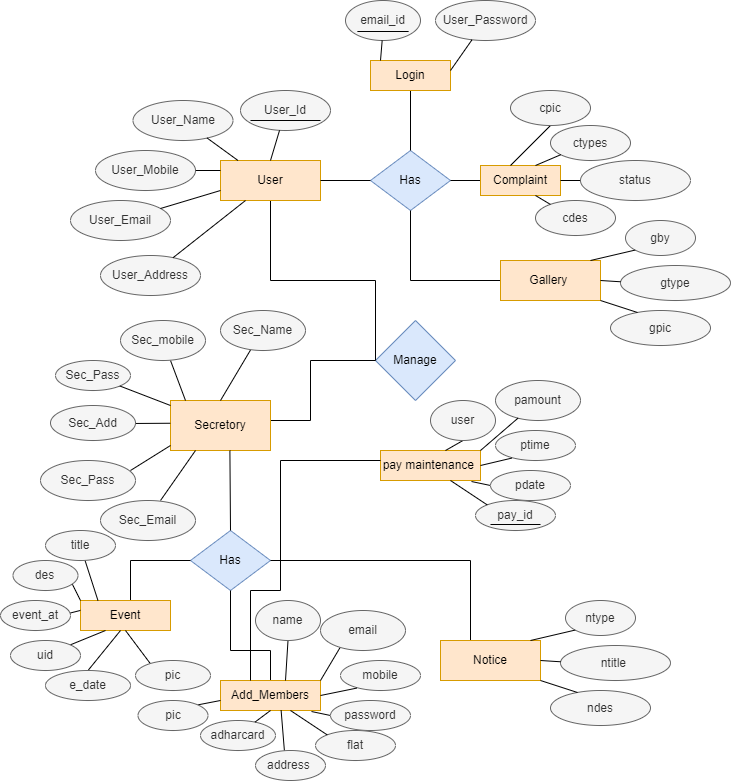 email_id
User_Password
Login
User_Name
User_Id
User_Mobile
User
Has
Complaint
cpic
ctypes
status
cdes
User_Email
User_Address
gby
Gallery
gtype
gpic
Sec_mobile
Sec_Name
Manage
Sec_Pass
Sec_Add
Secretory
Sec_Pass
Sec_Email
user
pamount
ptime
pay maintenance
pdate
pay_id
title
Has
des
event_at
Event
uid
e_date
pic
name
email
mobile
Add_Members
pic
password
adharcard
flat
address
ntype
Notice
ntitle
ndes